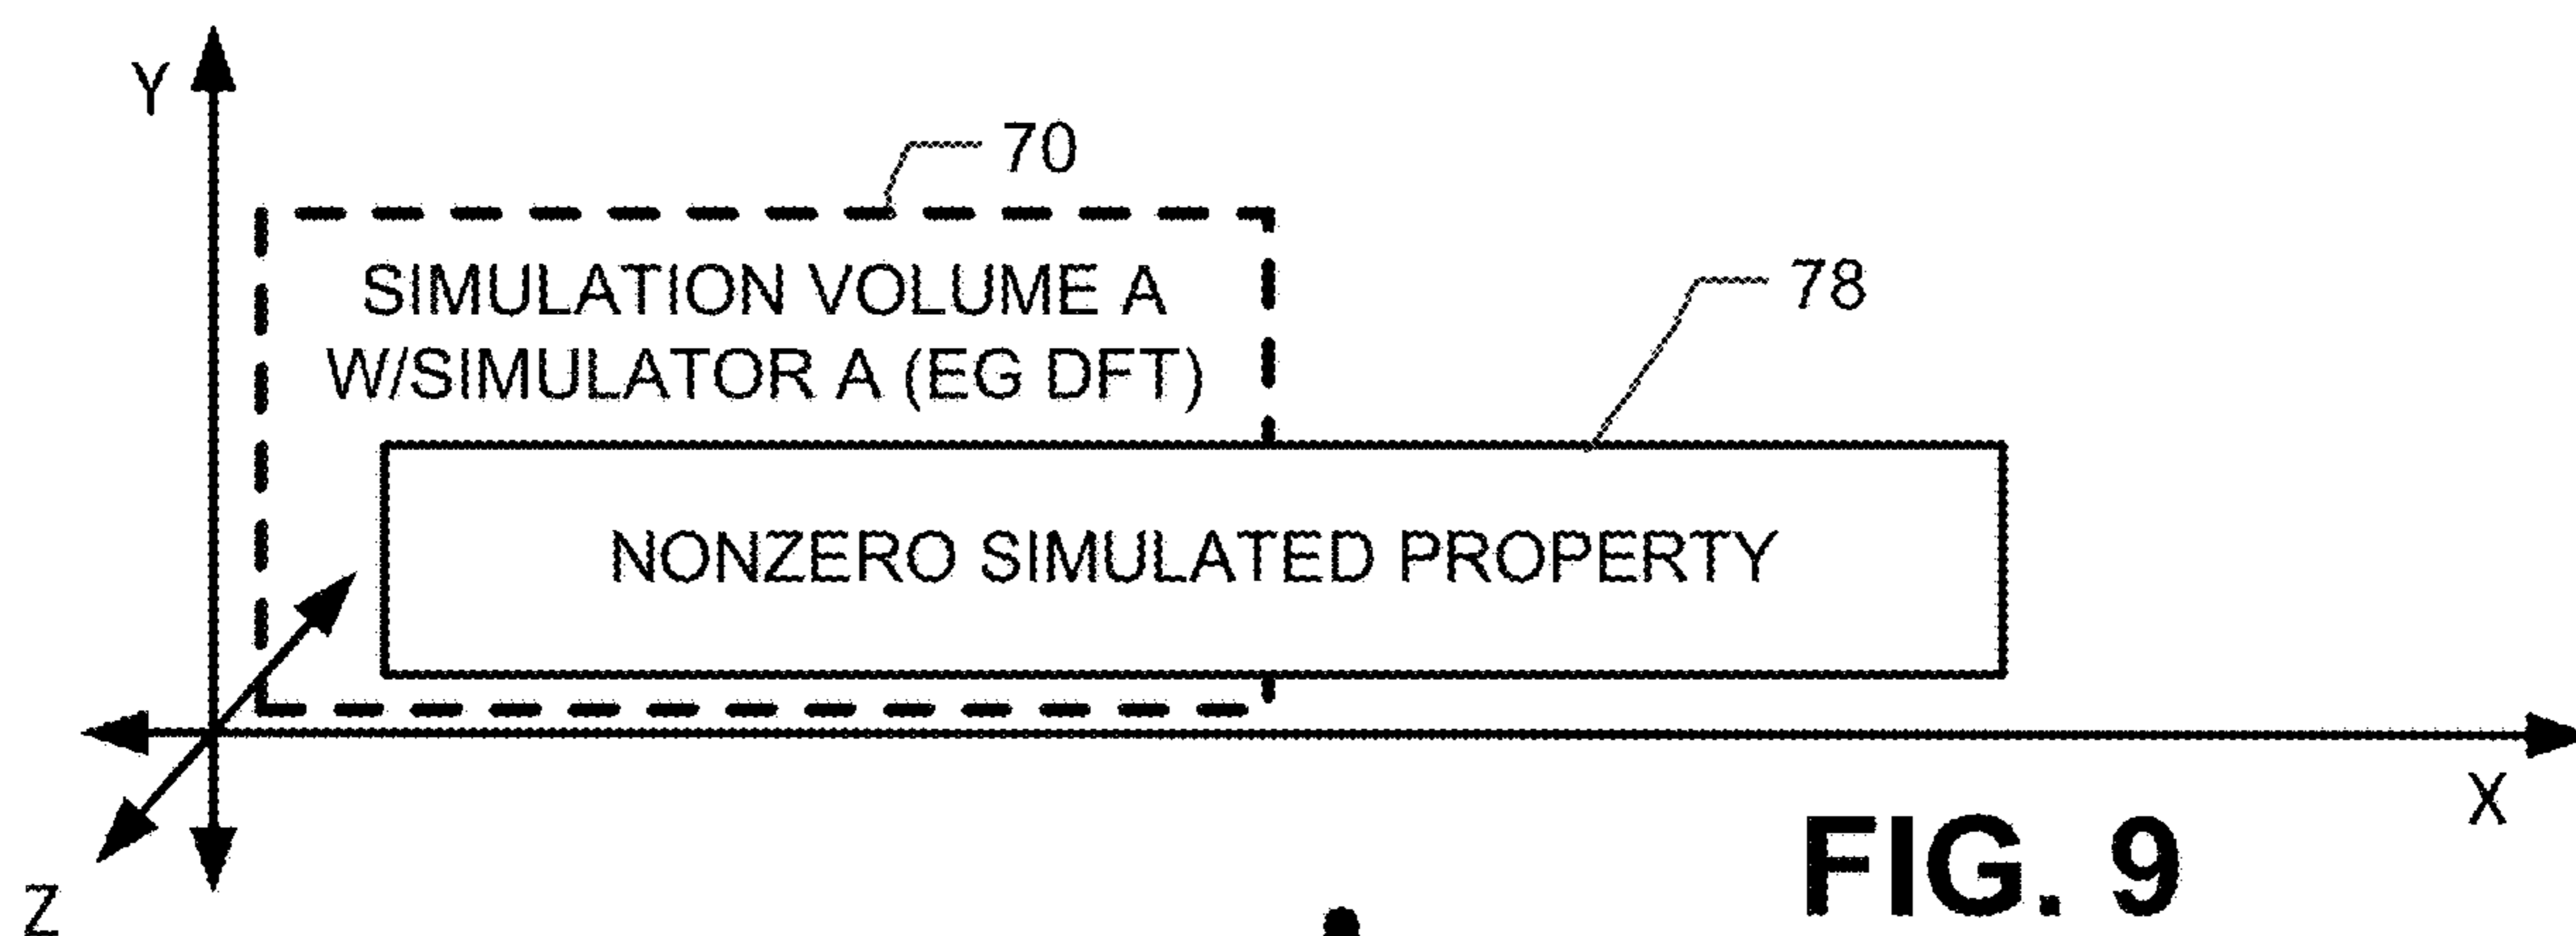 Y
70
SIMULATION VOLUME A
W/SIMULATOR A (EG DFT)
78
NONZERO SIMULATED PROPERTY
X
FIG. 9
Z